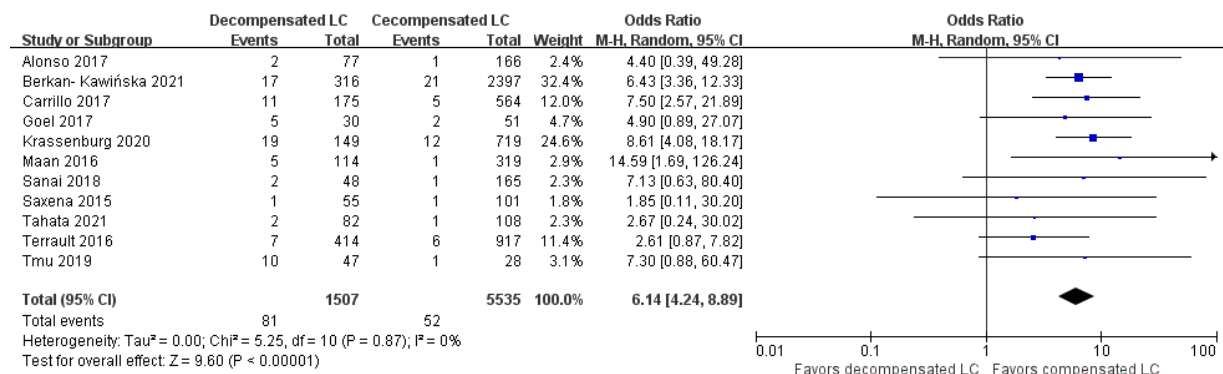 Decompensated LC Cecompensated LC Odds Ratio Odds Ratio
Study or Subgroup Events Total Events Total Weight M-H, Random, 95% CI M-H, Random, 95% CI
Alonso 2017 2 77 1 166 2.4% 4.40 [0.39, 49.28]
Berkan- Kawińska 2021 17 316 21 2397 32.4% 6.43 [3.36, 12.33]
Carrillo 2017 11 175 5 564 12.0% 7.50 [2.57, 21.89]
Goel 2017 5 30 2 51 4.7% 4.90 [0.89, 27.07]
Krassenburg 2020 19 149 12 719 24.6% 8.61 [4.08, 18.17]
Maan 2016 5 114 1 319 2.9% 14.59 [1.69, 126.24]
Sanai 2018 2 48 1 165 2.3% 7.13 [0.63, 80.40]
Saxena 2015 1 55 1 101 1.8% 1.85 [0.11, 30.20]
Tahata 2021 2 82 1 108 2.3% 2.67 [0.24, 30.02]
Terrault 2016 7 414 6 917 11.4% 2.61 [0.87, 7.82]
Tmu 2019 10 47 1 28 3.1% 7.30 [0.88, 60.47]
Total (95% CI) 1507 5535 100.0% 6.14 [4.24, 8.89]
Total events 81 52
Heterogeneity: Tau² = 0.00; Chi² = 5.25, df = 10 (P = 0.87); I² = 0%
Test for overall effect: Z = 9.60 (P < 0.00001)
0.01 0.1 1 10 100
Favors decompensated LC Favors compensated LC